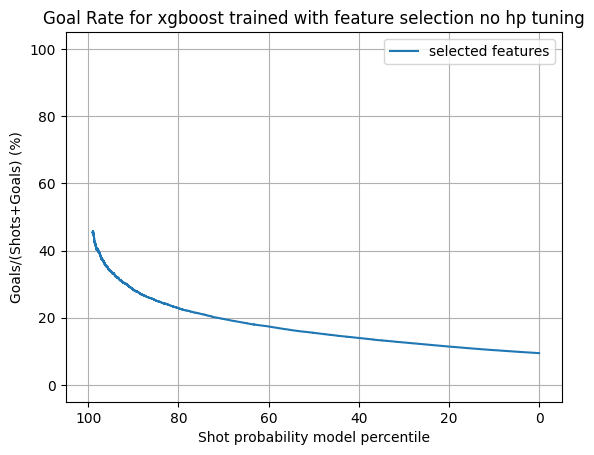 Goal Rate for xgboost trained with feature selection no hp tuning
selected features
100
80
60
40
20
0
Goals/(Shots+Goals) (%)
100 80 60 40 20 0
Shot probability model percentile